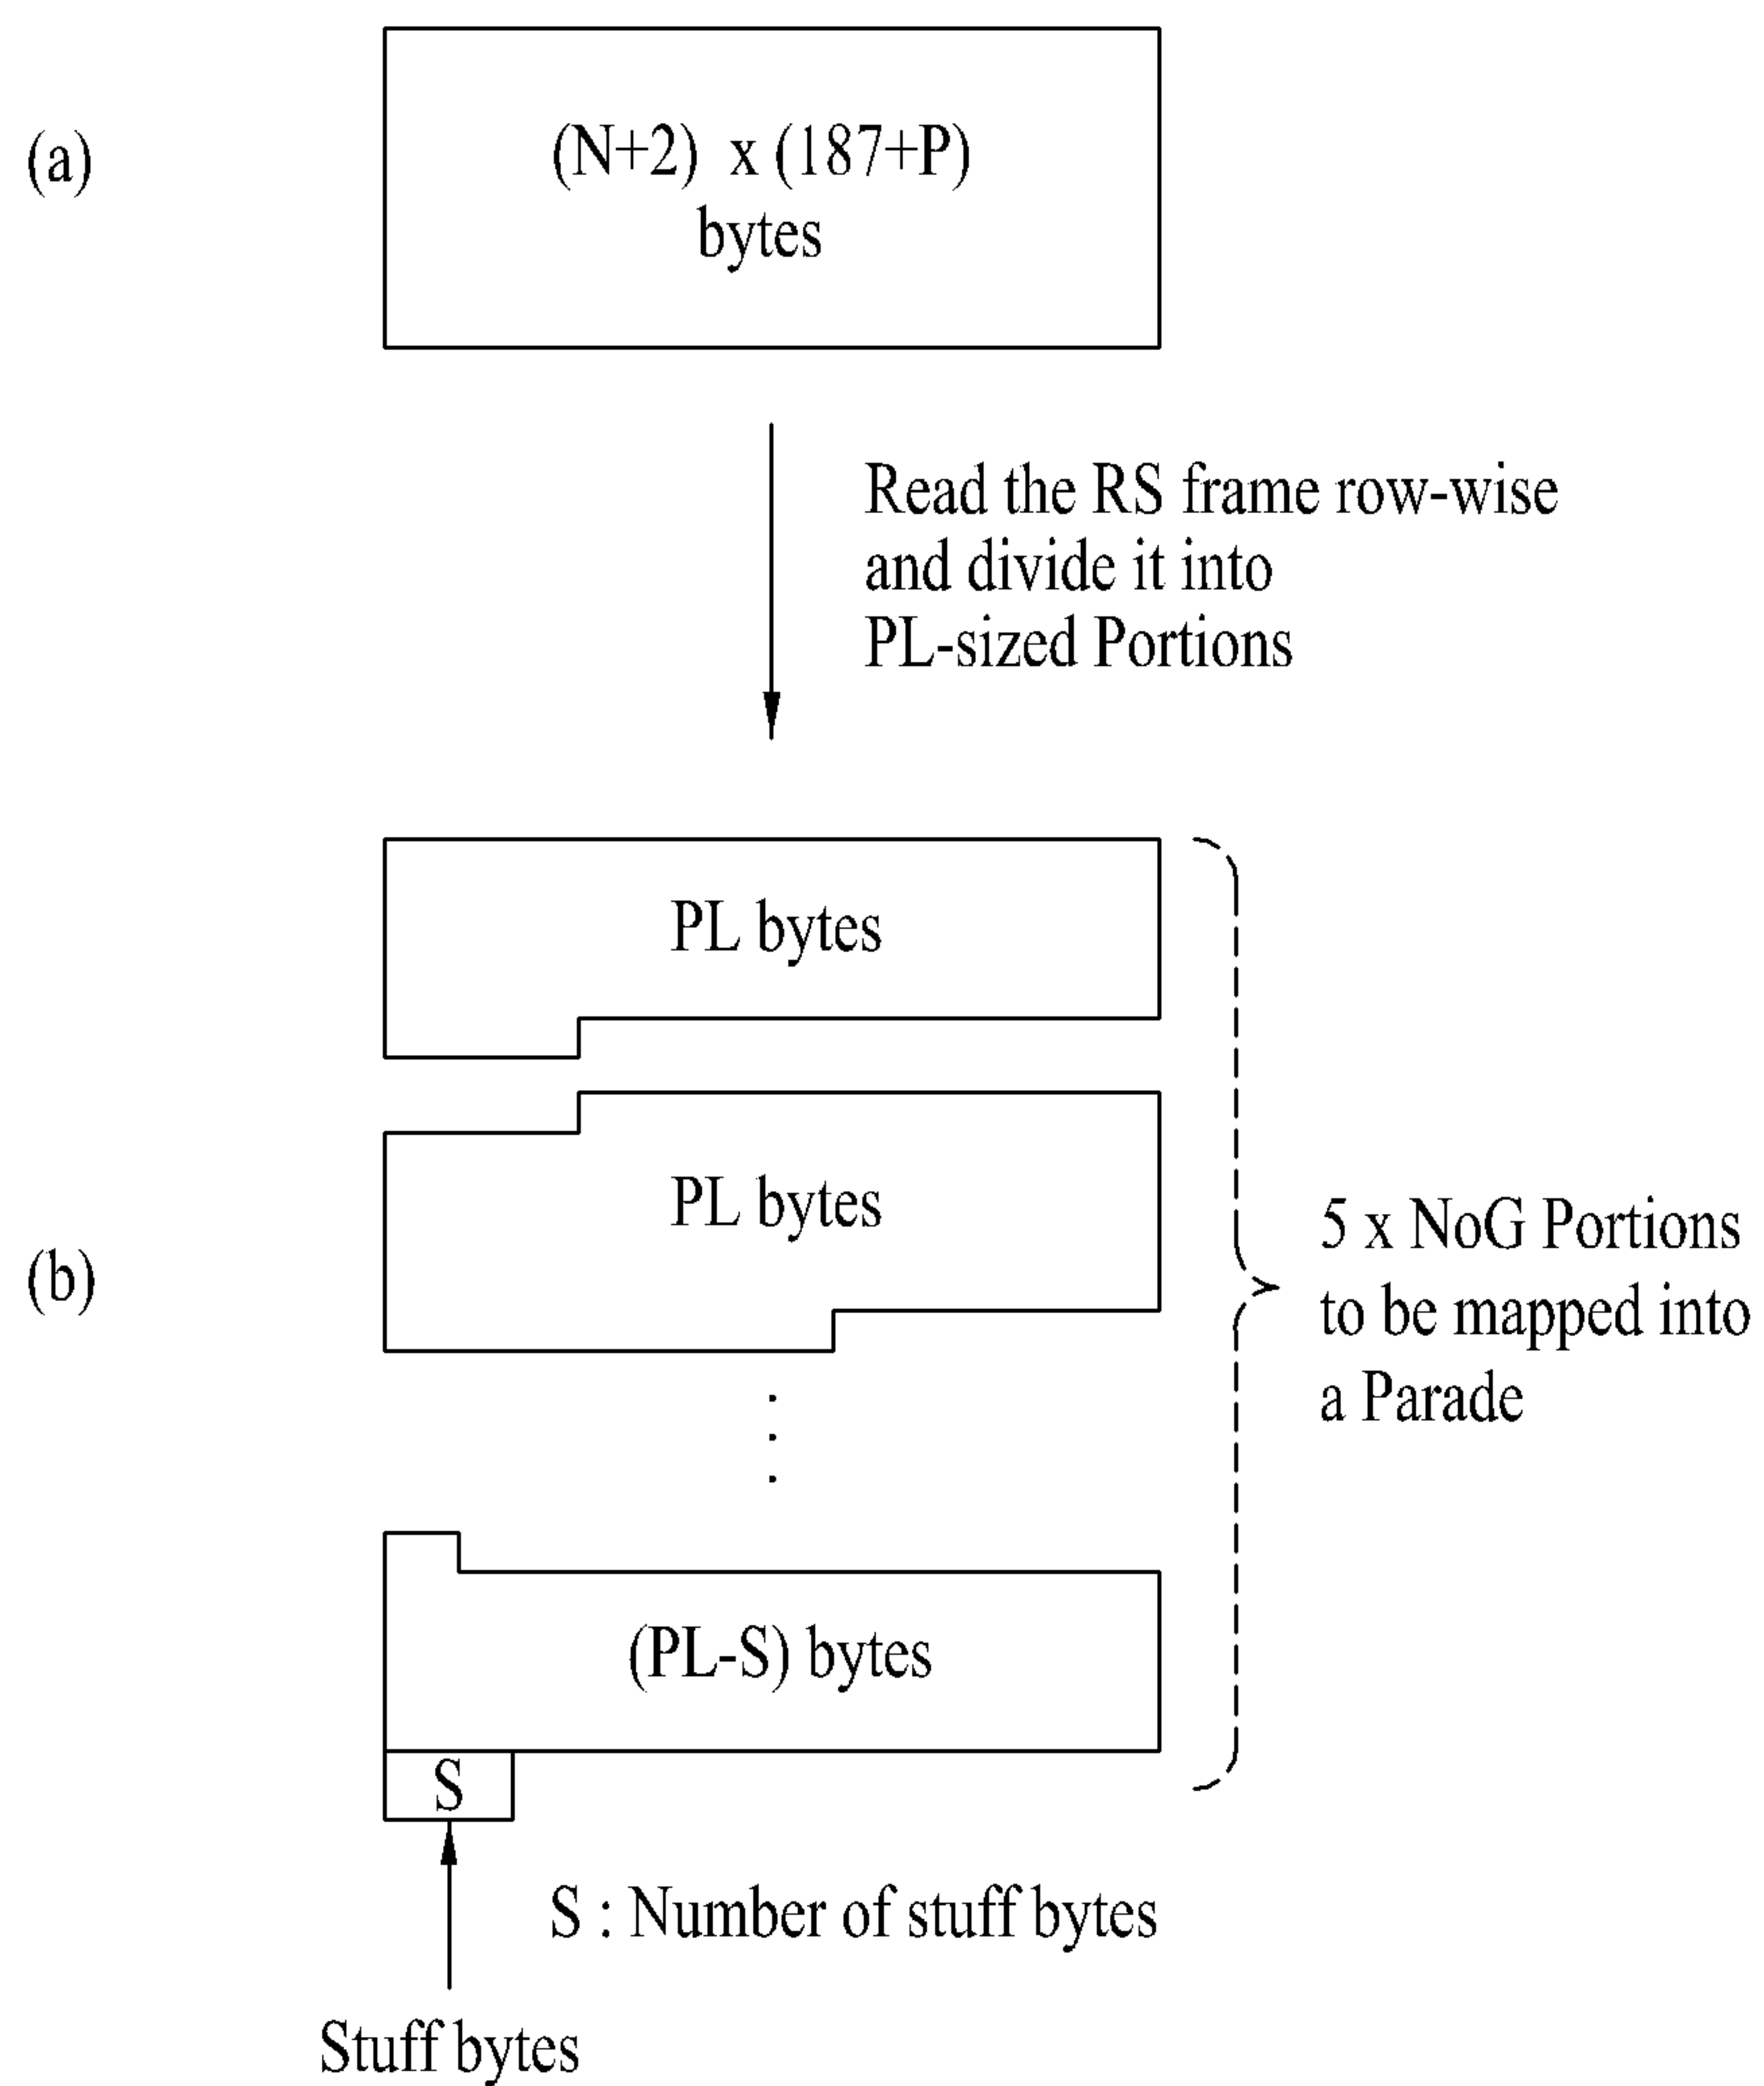 (a)
(N+2) x (187+P)
bytes
Read the RS frame row-wise
and divide it into
PL-sized Portions
PL bytes
PL bytes
(b)
5 x NoG Portions
to be mapped into
a Parade
(PL-S) bytes
S
S : Number of stuff bytes
Stuff bytes